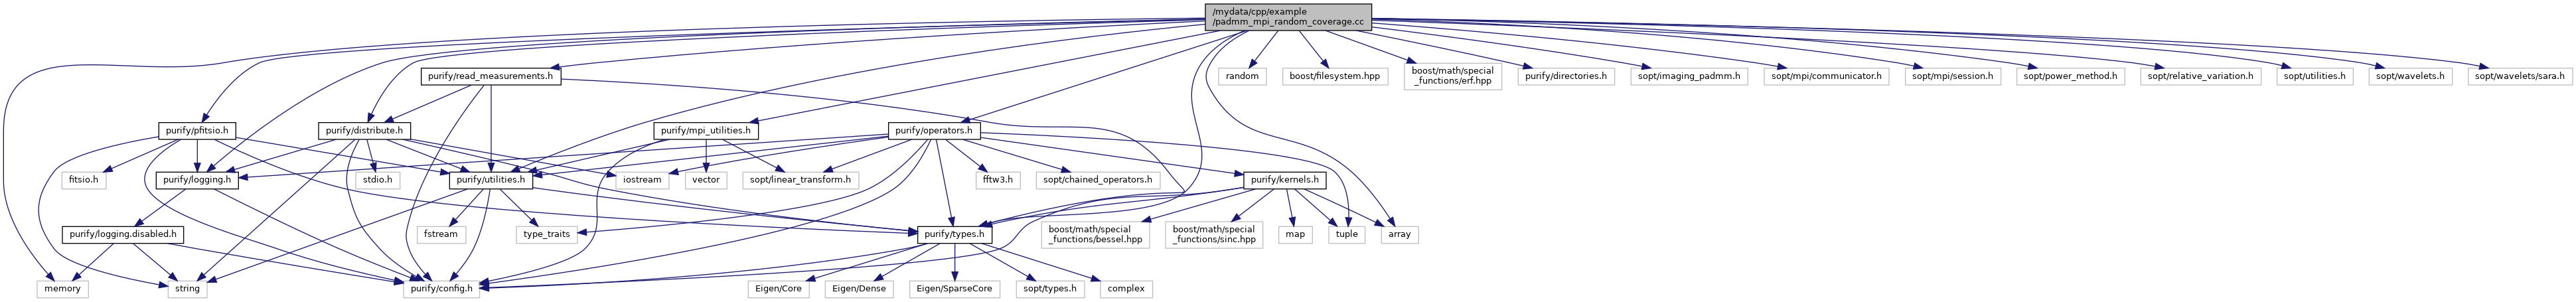 /mydata/cpp/example
/padmm_mpi_random_coverage.cc
purify/read_measurements.h
random
boost/filesystem.hpp
boost/math/special
_functions/erf.hpp
purify/directories.h
sopt/imaging_padmm.h
sopt/mpi/communicator.h
sopt/mpi/session.h
sopt/power_method.h
sopt/relative_variation.h
sopt/utilities.h
sopt/wavelets.h
sopt/wavelets/sara.h
purify/pfitsio.h
purify/distribute.h
purify/mpi_utilities.h
purify/operators.h
fitsio.h
purify/logging.h
stdio.h
purify/utilities.h
iostream
vector
sopt/linear_transform.h
fftw3.h
sopt/chained_operators.h
purify/kernels.h
purify/logging.disabled.h
fstream
type_traits
purify/types.h
boost/math/special
_functions/bessel.hpp
boost/math/special
_functions/sinc.hpp
map
tuple
array
memory
string
purify/config.h
Eigen/Core
Eigen/Dense
Eigen/SparseCore
sopt/types.h
complex